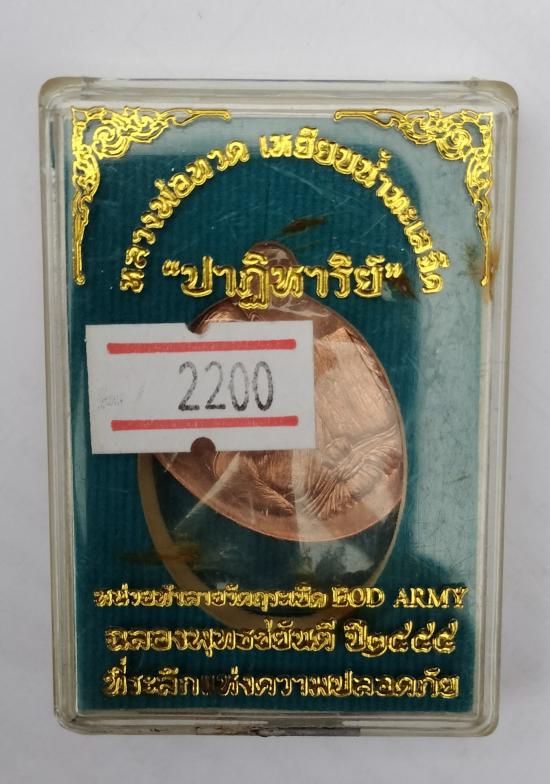 หลวงพ่อทวด เหยียบน้ำทะเลจืด
"ปาฏิหาริย์"
2200
หน่วยทำลายวัตถุระเบิด EOD ARMY
ฉลองพุทธชยันตี ปี๒๕๕๕
ที่ระลึกแห่งความปลอดภัย